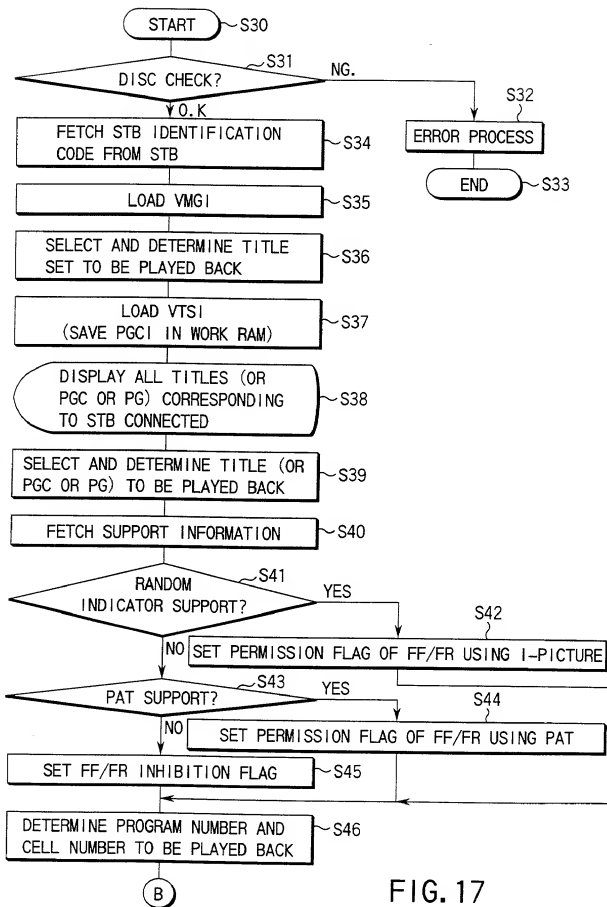 START
S30
S31
DISC CHECK?
NG.
O.K
S32
ERROR PROCESS
END
S33
FETCH STB IDENTIFICATION
CODE FROM STB
S34
LOAD VMGI
S35
SELECT AND DETERMINE TITLE
SET TO BE PLAYED BACK
S36
LOAD VTSI
(SAVE PGCI IN WORK RAM)
S37
DISPLAY ALL TITLES (OR
PGC OR PG) CORRESPONDING
TO STB CONNECTED
S38
SELECT AND DETERMINE TITLE (OR
PGC OR PG) TO BE PLAYED BACK
S39
FETCH SUPPORT INFORMATION
S40
S41
RANDOM
INDICATOR SUPPORT?
YES
NO
S42
SET PERMISSION FLAG OF FF/FR USING I-PICTURE
S43
PAT SUPPORT?
YES
NO
S44
SET PERMISSION FLAG OF FF/FR USING PAT
SET FF/FR INHIBITION FLAG
S45
DETERMINE PROGRAM NUMBER AND
CELL NUMBER TO BE PLAYED BACK
S46
B
FIG. 17